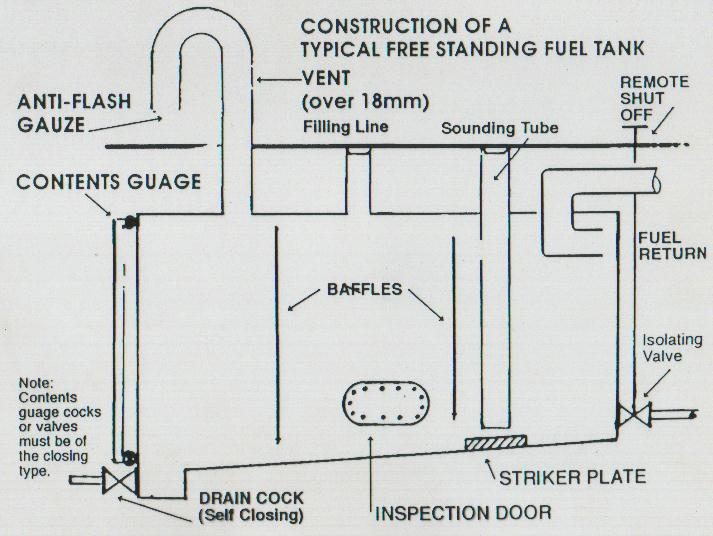 CONSTRUCTION OF A
TYPICAL FREE STANDING FUEL TANK
VENT
(over 18mm)
REMOTE
SHUT
OFF
ANTI-FLASH
GAUZE
Filling Line
Sounding Tube
CONTENTS GUAGE
FUEL
RETURN
BAFFLES
Isolating
Valve
Note:
Contents
guage cocks
or valves
must be of
the closing
type.
STRIKER PLATE
DRAIN COCK
(Self Closing)
INSPECTION DOOR